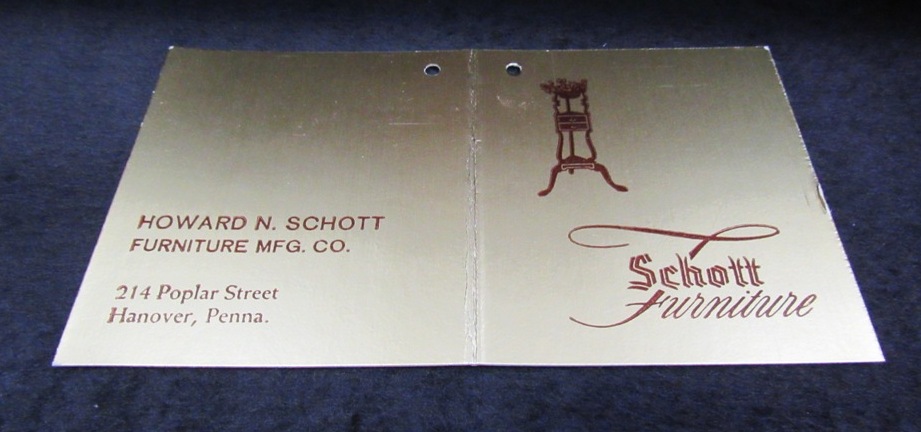 HOWARD N. SCHOTT
FURNITURE MFG. CO.
214 Poplar Street
Hanover, Penna.
Schott
Furniture